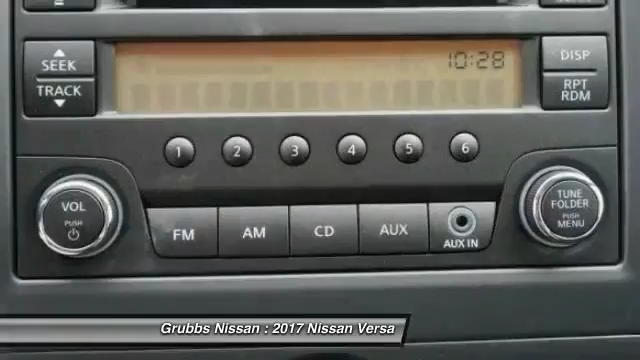 10:28
SEEK
TRACK
DISP
RPT
RDM
1 2 3 4 5 6
VOL
PUSH
FM AM CD AUX
AUX IN
TUNE
FOLDER
PUSH
MENU
Grubbs Nissan : 2017 Nissan Versa